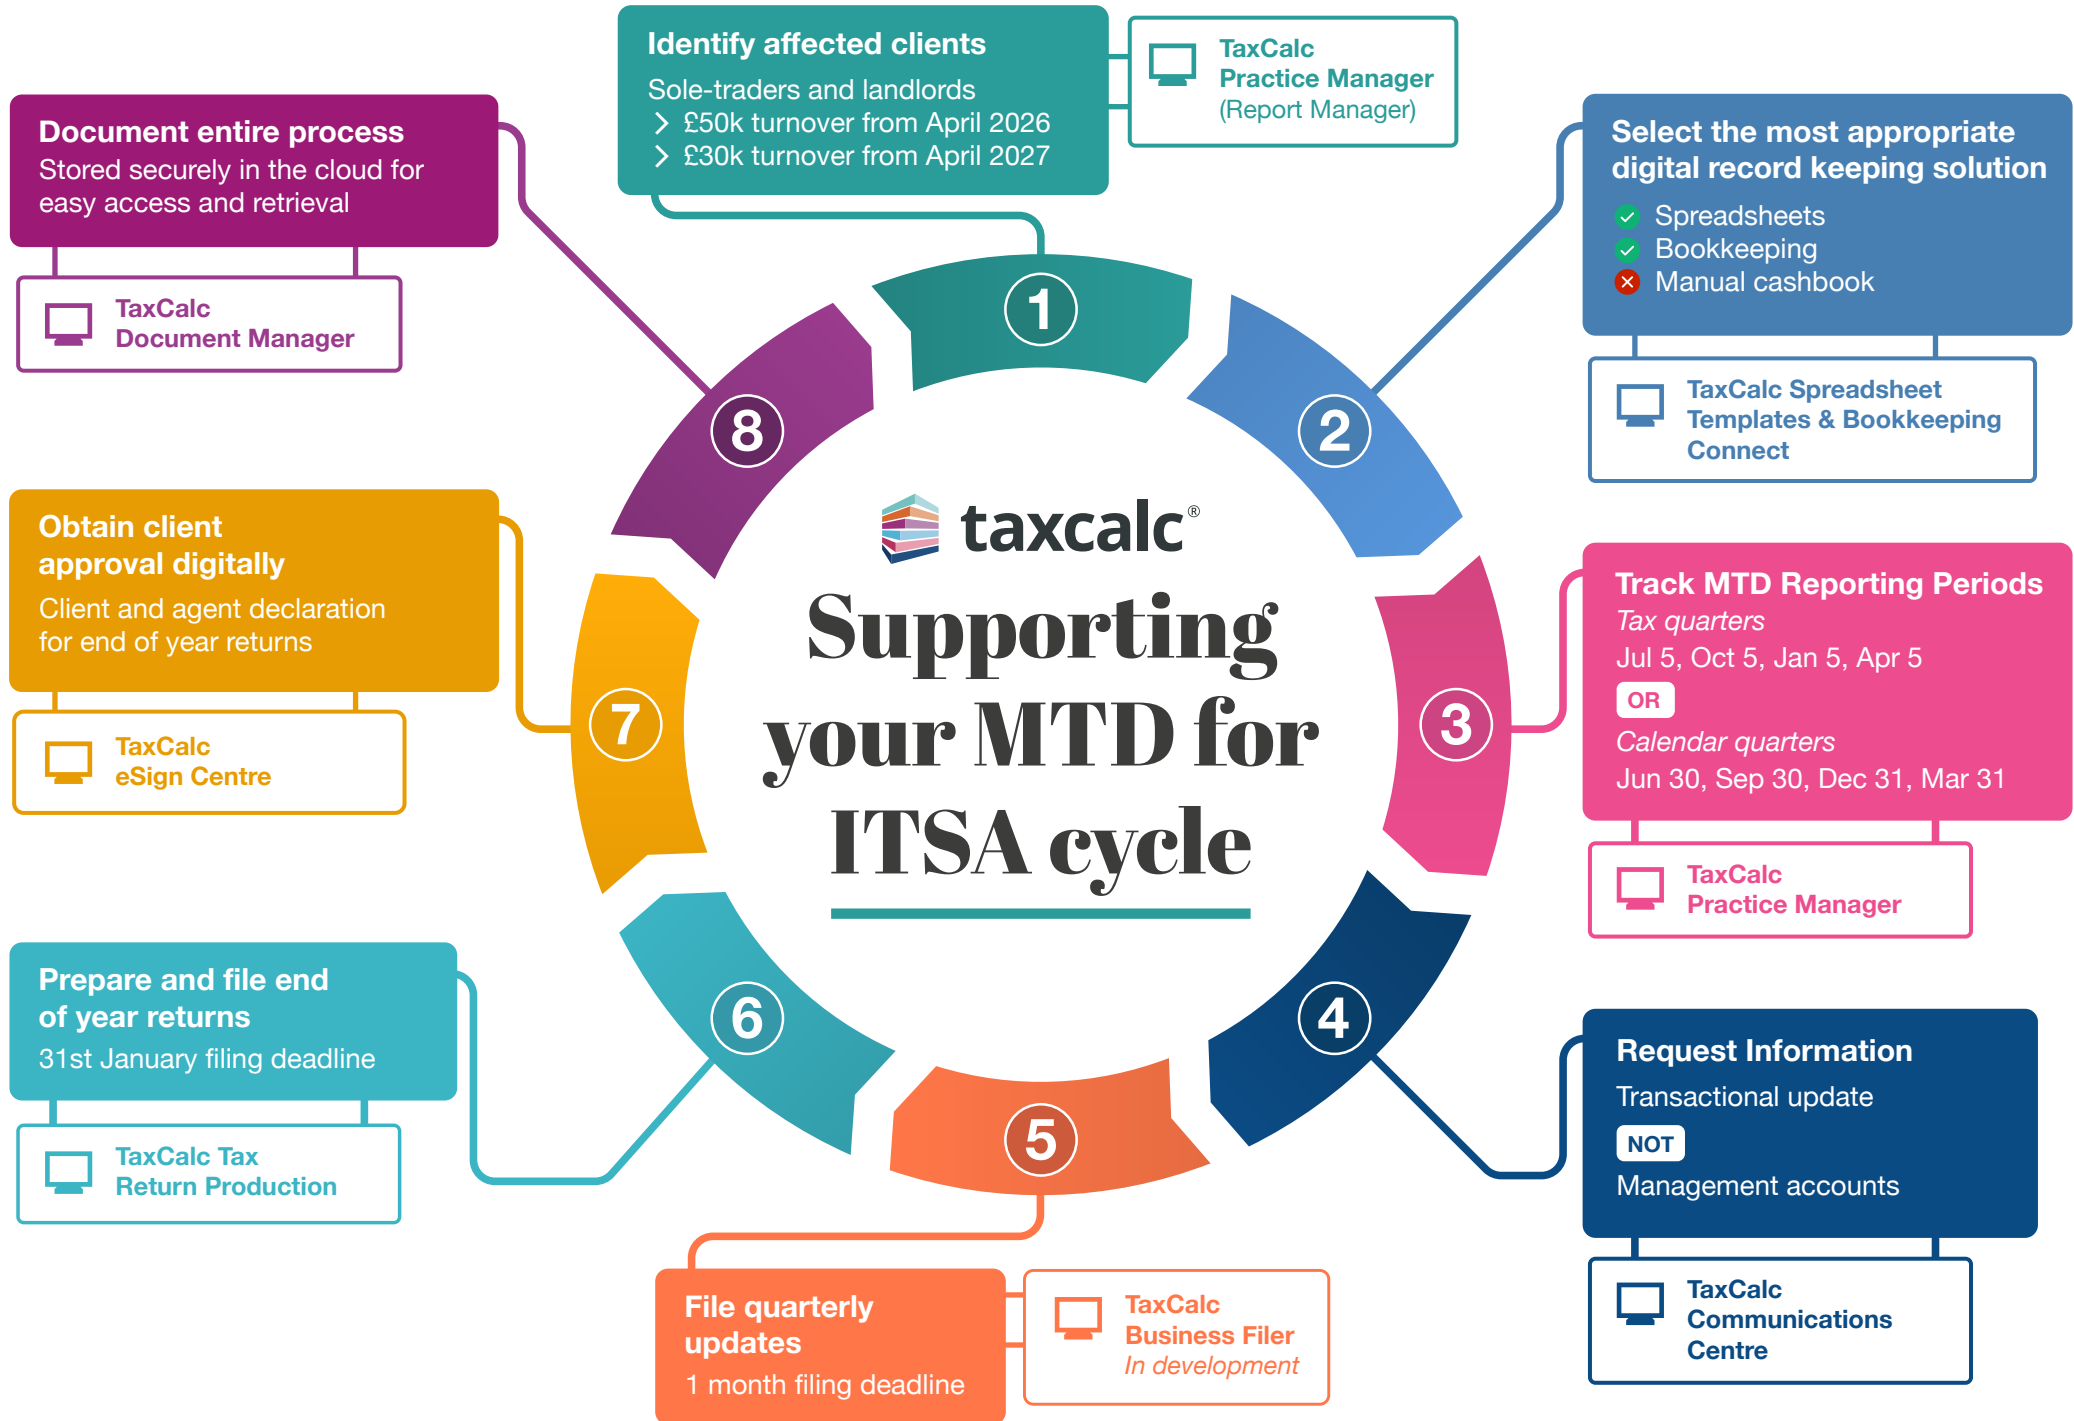 taxcalc®
Supporting
your MTD for
ITSA cycle
1
Identify affected clients
Sole-traders and landlords
> £50k turnover from April 2026
> £30k turnover from April 2027
TaxCalc
Practice Manager
(Report Manager)
2
Select the most appropriate
digital record keeping solution
Spreadsheets
Bookkeeping
Manual cashbook
TaxCalc Spreadsheet
Templates & Bookkeeping
Connect
3
Track MTD Reporting Periods
Tax quarters
Jul 5, Oct 5, Jan 5, Apr 5
OR
Calendar quarters
Jun 30, Sep 30, Dec 31, Mar 31
TaxCalc
Practice Manager
4
Request Information
Transactional update
NOT
Management accounts
TaxCalc
Communications
Centre
5
File quarterly
updates
1 month filing deadline
TaxCalc
Business Filer
In development
6
Prepare and file end
of year returns
31st January filing deadline
TaxCalc Tax
Return Production
7
Obtain client
approval digitally
Client and agent declaration
for end of year returns
TaxCalc
eSign Centre
8
Document entire process
Stored securely in the cloud for
easy access and retrieval
TaxCalc
Document Manager